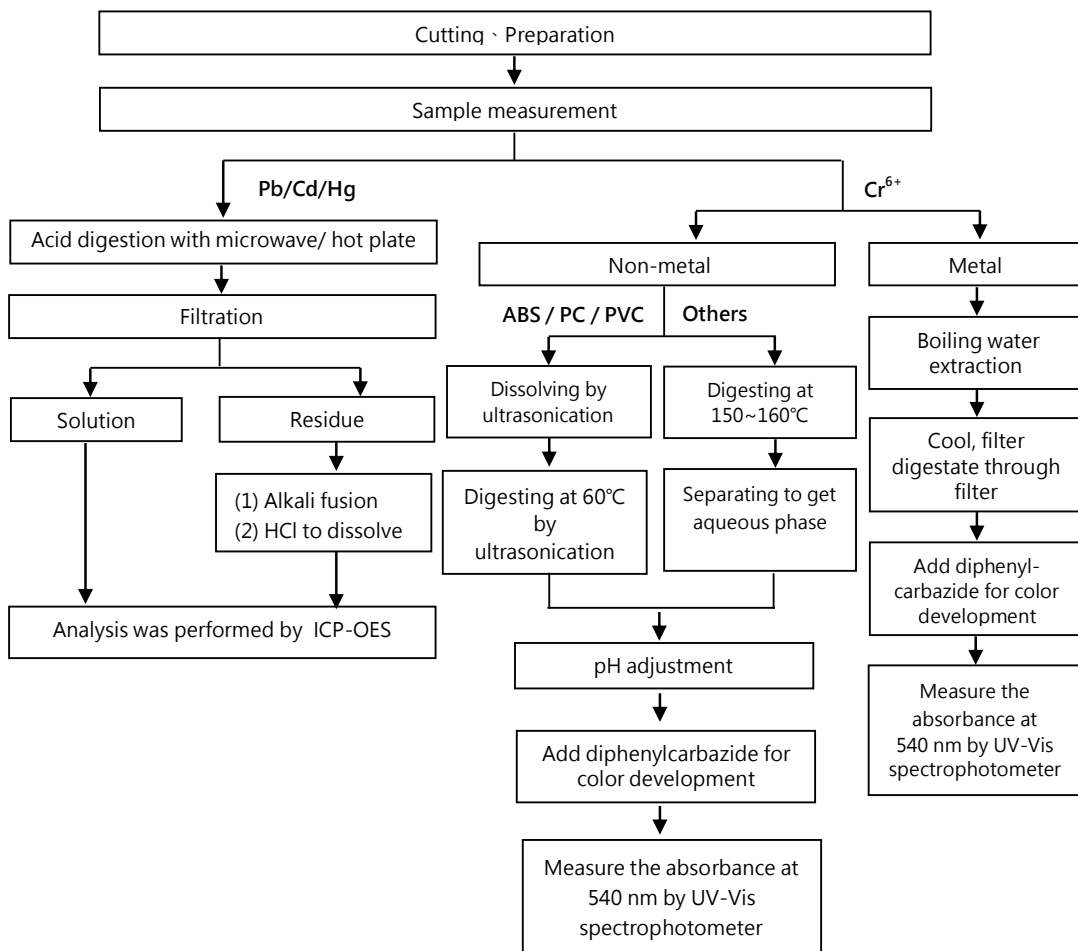 Cutting、Preparation
Sample measurement
Pb/Cd/Hg
Cr6+
Acid digestion with microwave/ hot plate
Non-metal
Metal
Filtration
ABS / PC / PVC
Others
Boiling water
extraction
Solution
Residue
Dissolving by
ultrasonication
Digesting at
150~160℃
Cool, filter
digestate through
filter
(1) Alkali fusion
(2) HCl to dissolve
Digesting at 60℃
by
ultrasonication
Separating to get
aqueous phase
Add diphenyl-
carbazide for color
development
Analysis was performed by ICP-OES
pH adjustment
Measure the
absorbance at
540 nm by UV-Vis
spectrophotometer
Add diphenylcarbazide for
color development
Measure the absorbance at
540 nm by UV-Vis
spectrophotometer